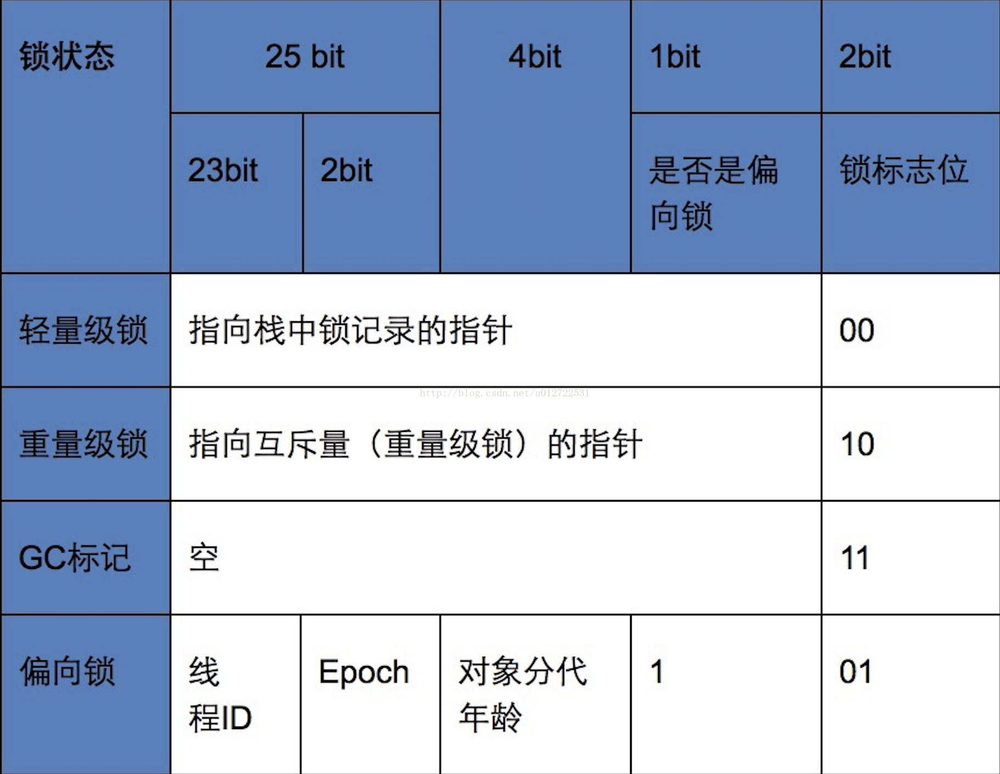 锁状态
25 bit
4bit
1bit
2bit
23bit
2bit
是否是偏
向锁
锁标志位
轻量级锁
指向栈中锁记录的指针
00
http://blog.csdn.net/u012722531
重量级锁
指向互斥量（重量级锁）的指针
10
GC标记
空
11
偏向锁
线
程ID
Epoch
对象分代
年龄
1
01